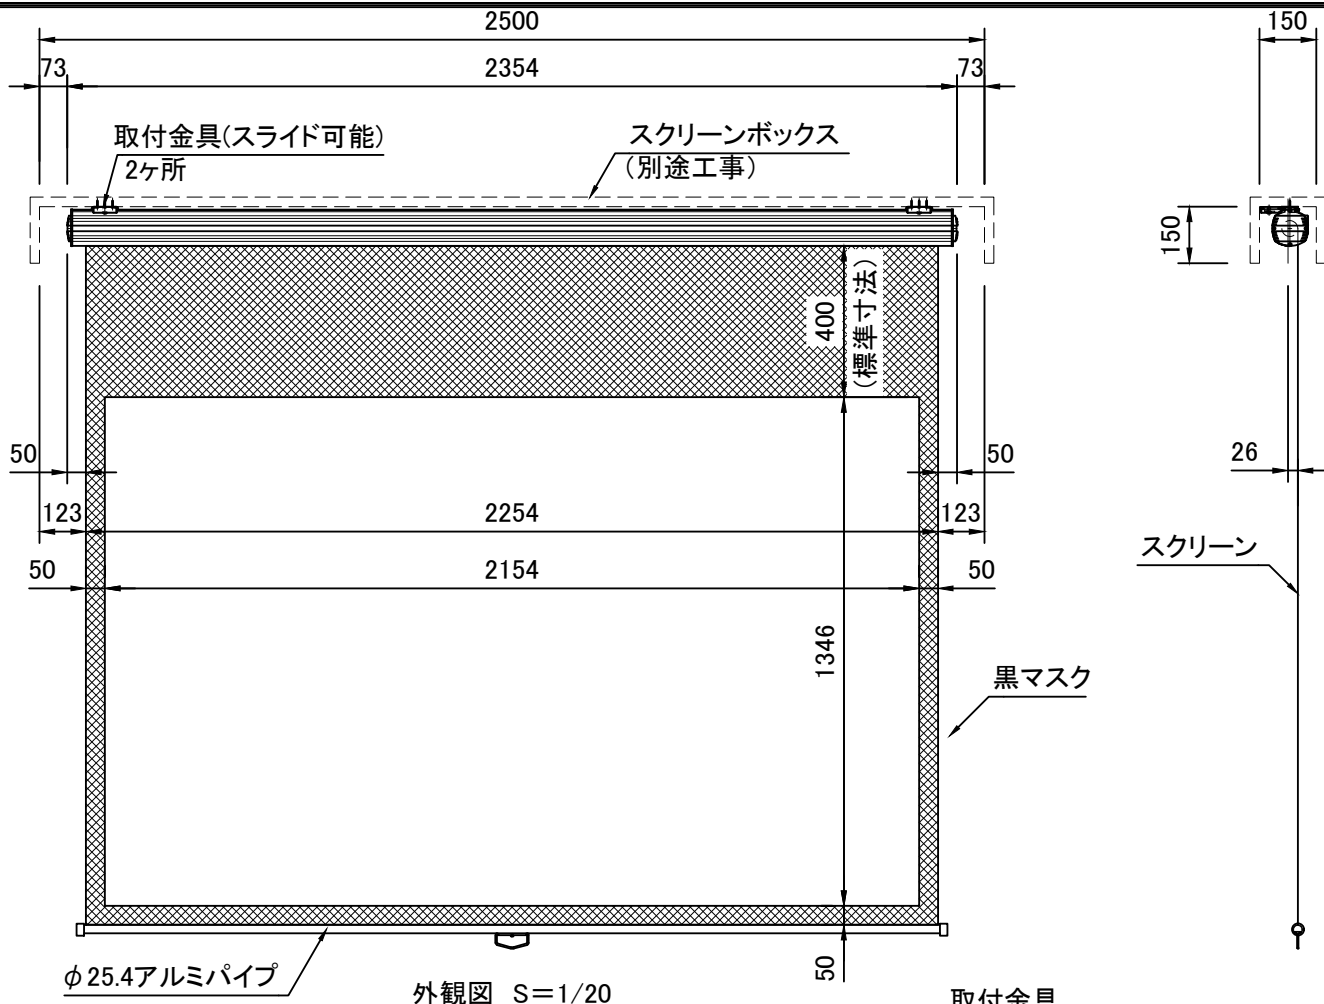 2500
150
73
2354
73
取付金具(スライド可能)
2ヶ所
スクリーンボックス
(別途工事)
150
400
(標準寸法)
50
50
26
123
2254
123
スクリーン
50
2154
50
1346
黒マスク
φ25.4アルミパイプ
50
外観図 S=1/20
取付金具